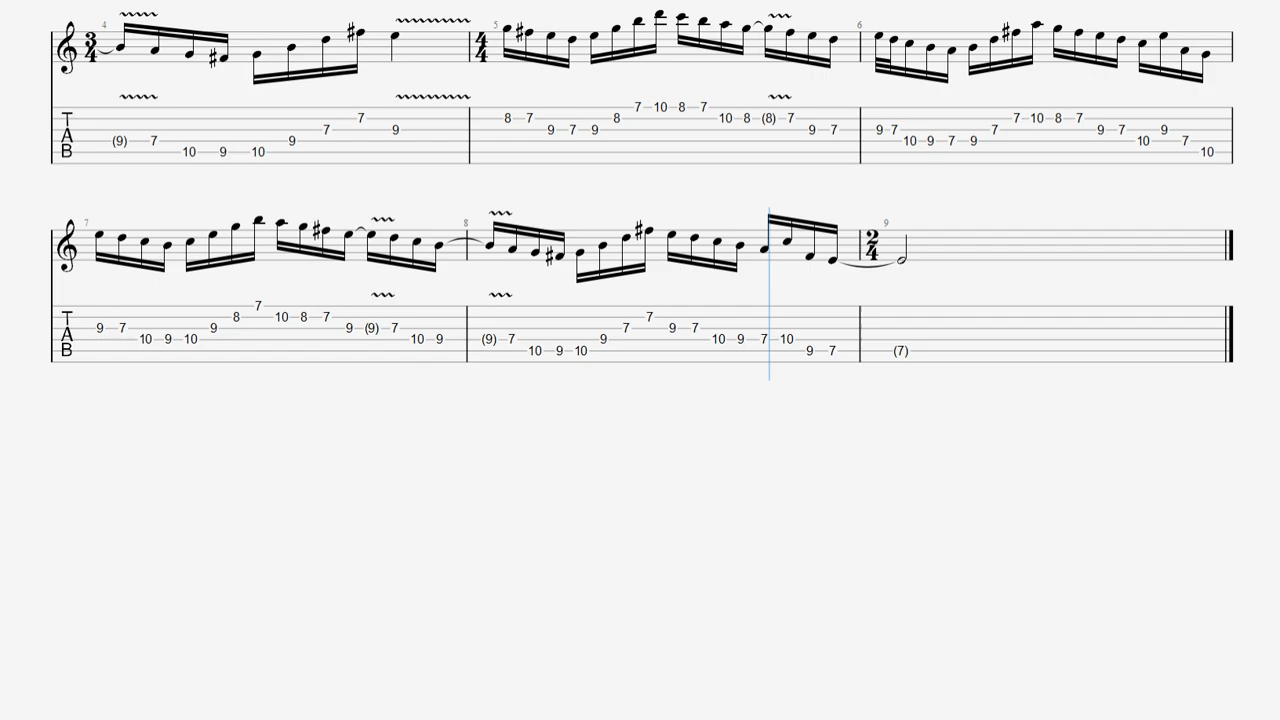 4 5 6
3 4 4 4
7 10 8 7
T 8 7 8 10 8 (8) 7 7 10 8 7
A 7 9 9 7 9 9 7 9 7 7 9 7 9
(9) 7 9 10 9 7 9 10 7
B 10 9 10 10
7 8 9
2 4
7
T 8 10 8 7 7
A 9 7 9 9 (9) 7 7 9 7
10 9 10 10 9 (9) 7 9 10 9 7 10
B 10 9 10 9 7 (7)